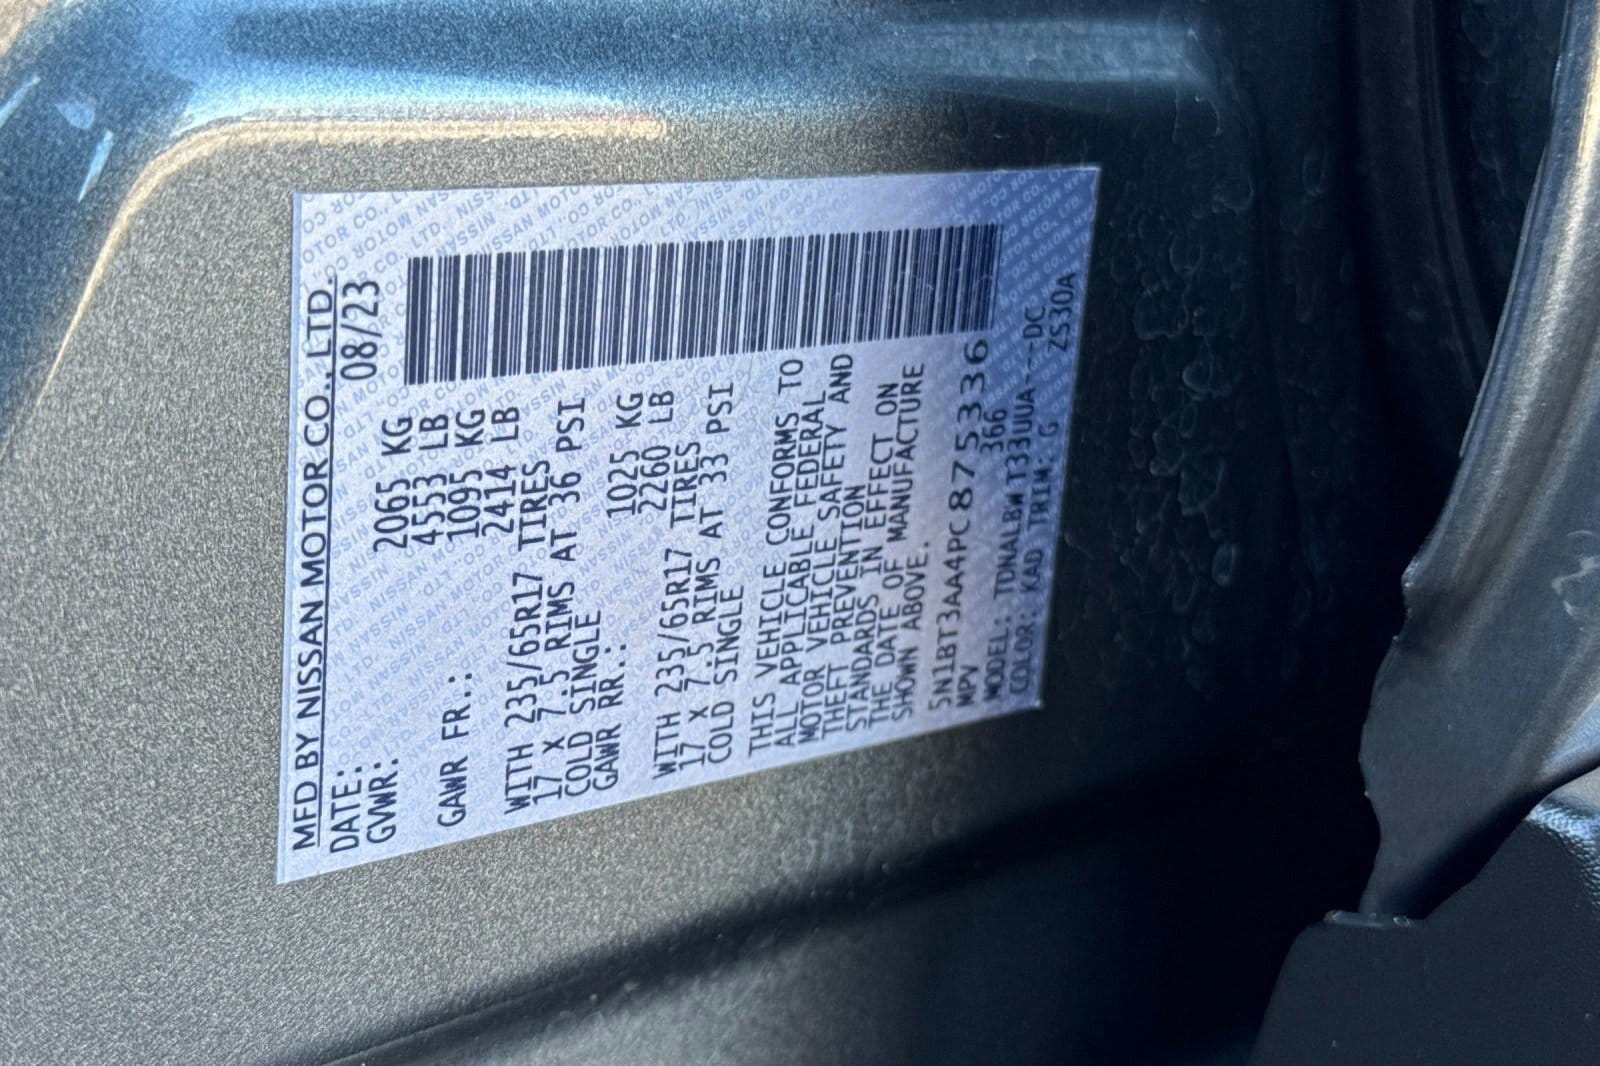 MFD BY NISSAN MOTOR CO., LTD.
DATE: 08/23
GVWR: 2065 KG
4553 LB
GAWR FR.: 1095 KG
2414 LB
WITH 235/65R17 TIRES
17 X 7.5 RIMS AT 36 PSI
COLD SINGLE
GAWR RR.: 1025 KG
2260 LB
WITH 235/65R17 TIRES
17 X 7.5 RIMS AT 33 PSI
COLD SINGLE
THIS VEHICLE CONFORMS TO
ALL APPLICABLE FEDERAL
MOTOR VEHICLE SAFETY AND
THEFT PREVENTION
STANDARDS IN EFFECT ON
THE DATE OF MANUFACTURE
SHOWN ABOVE.
5N1BT3AA4PC875336
MPV 366
MODEL: TDNALBW T33UUA---DC
COLOR: KAD TRIM: G ZS30A